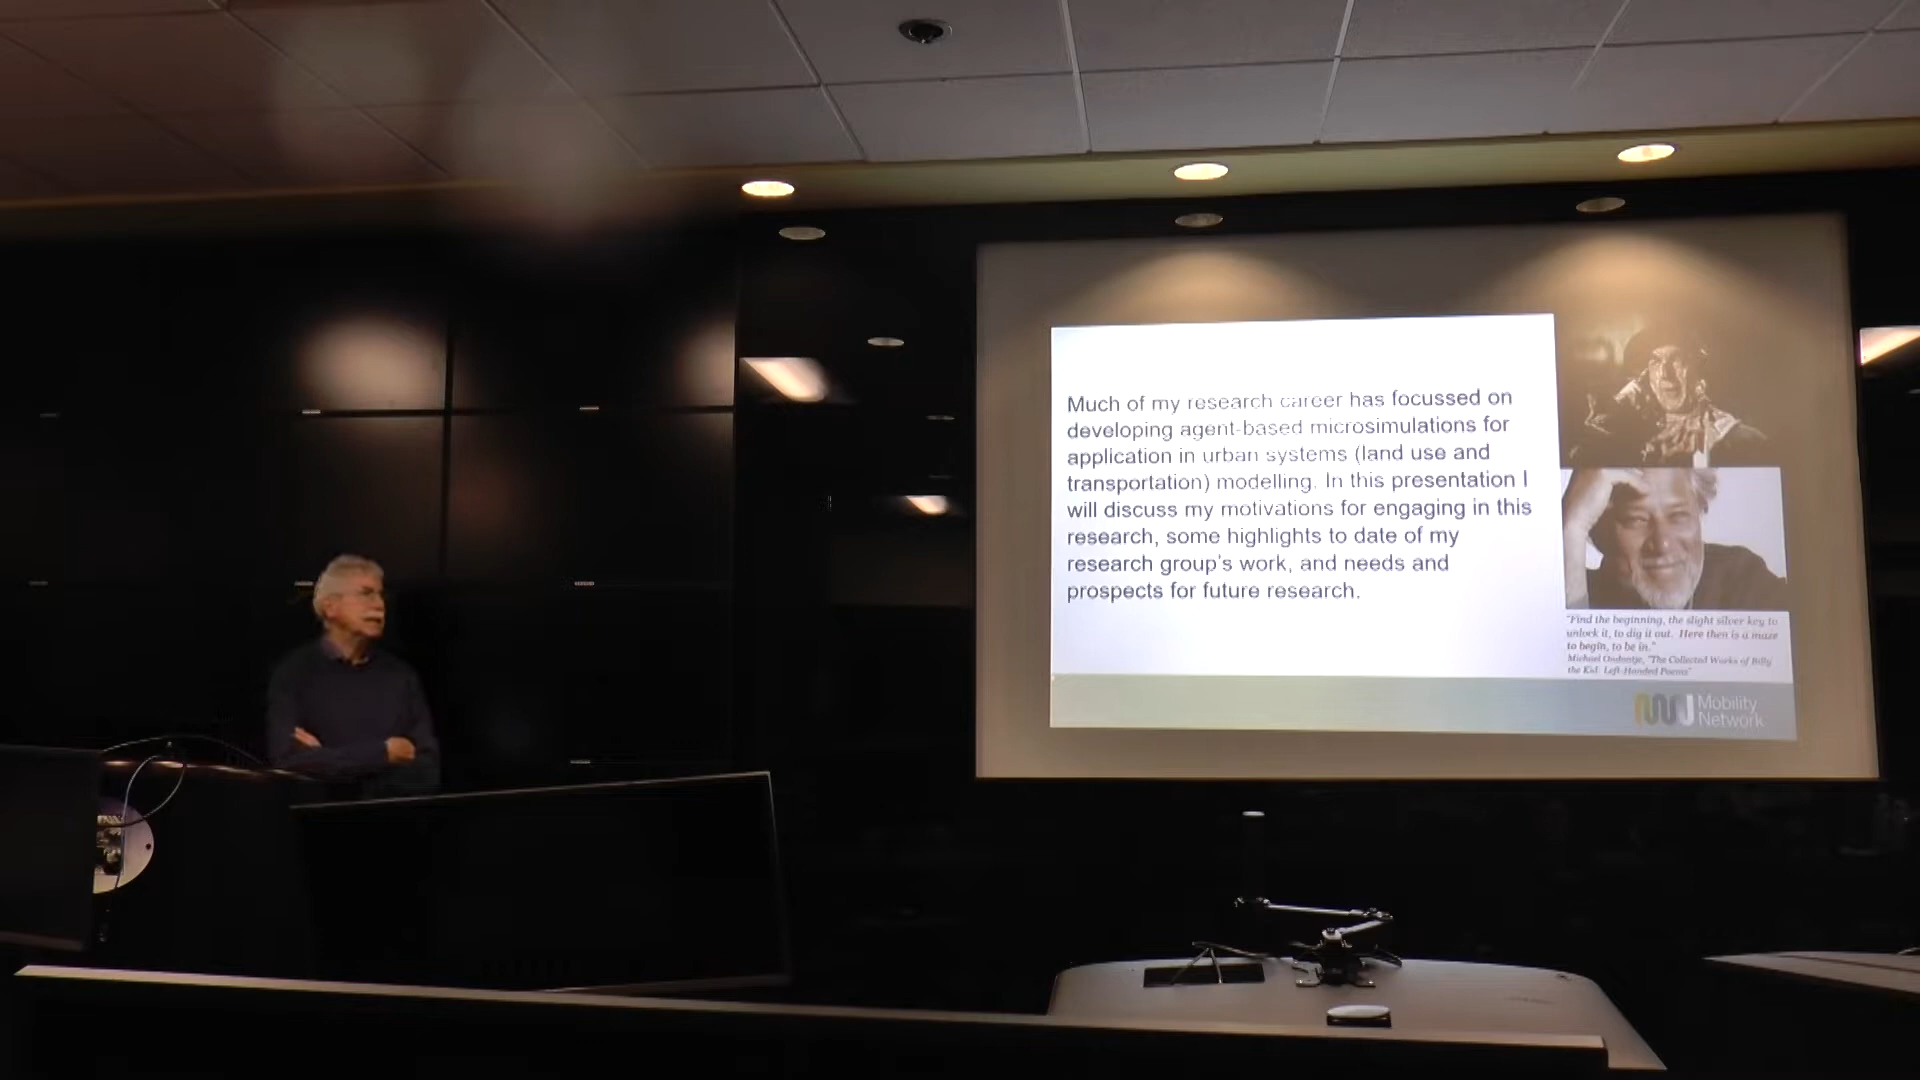 Much of my research career has focussed on
developing agent-based microsimulations for
application in urban systems (land use and
transportation) modelling. In this presentation I
will discuss my motivations for engaging in this
research, some highlights to date of my
research group's work, and needs and
prospects for future research.
"Find the beginning, the slight silver key to
unlock it, to dig it out. Here then is a maze
to begin, to be in."
Michael Ondaatje, "The Collected Works of Billy
the Kid: Left-Handed Poems"
Mobility
Network